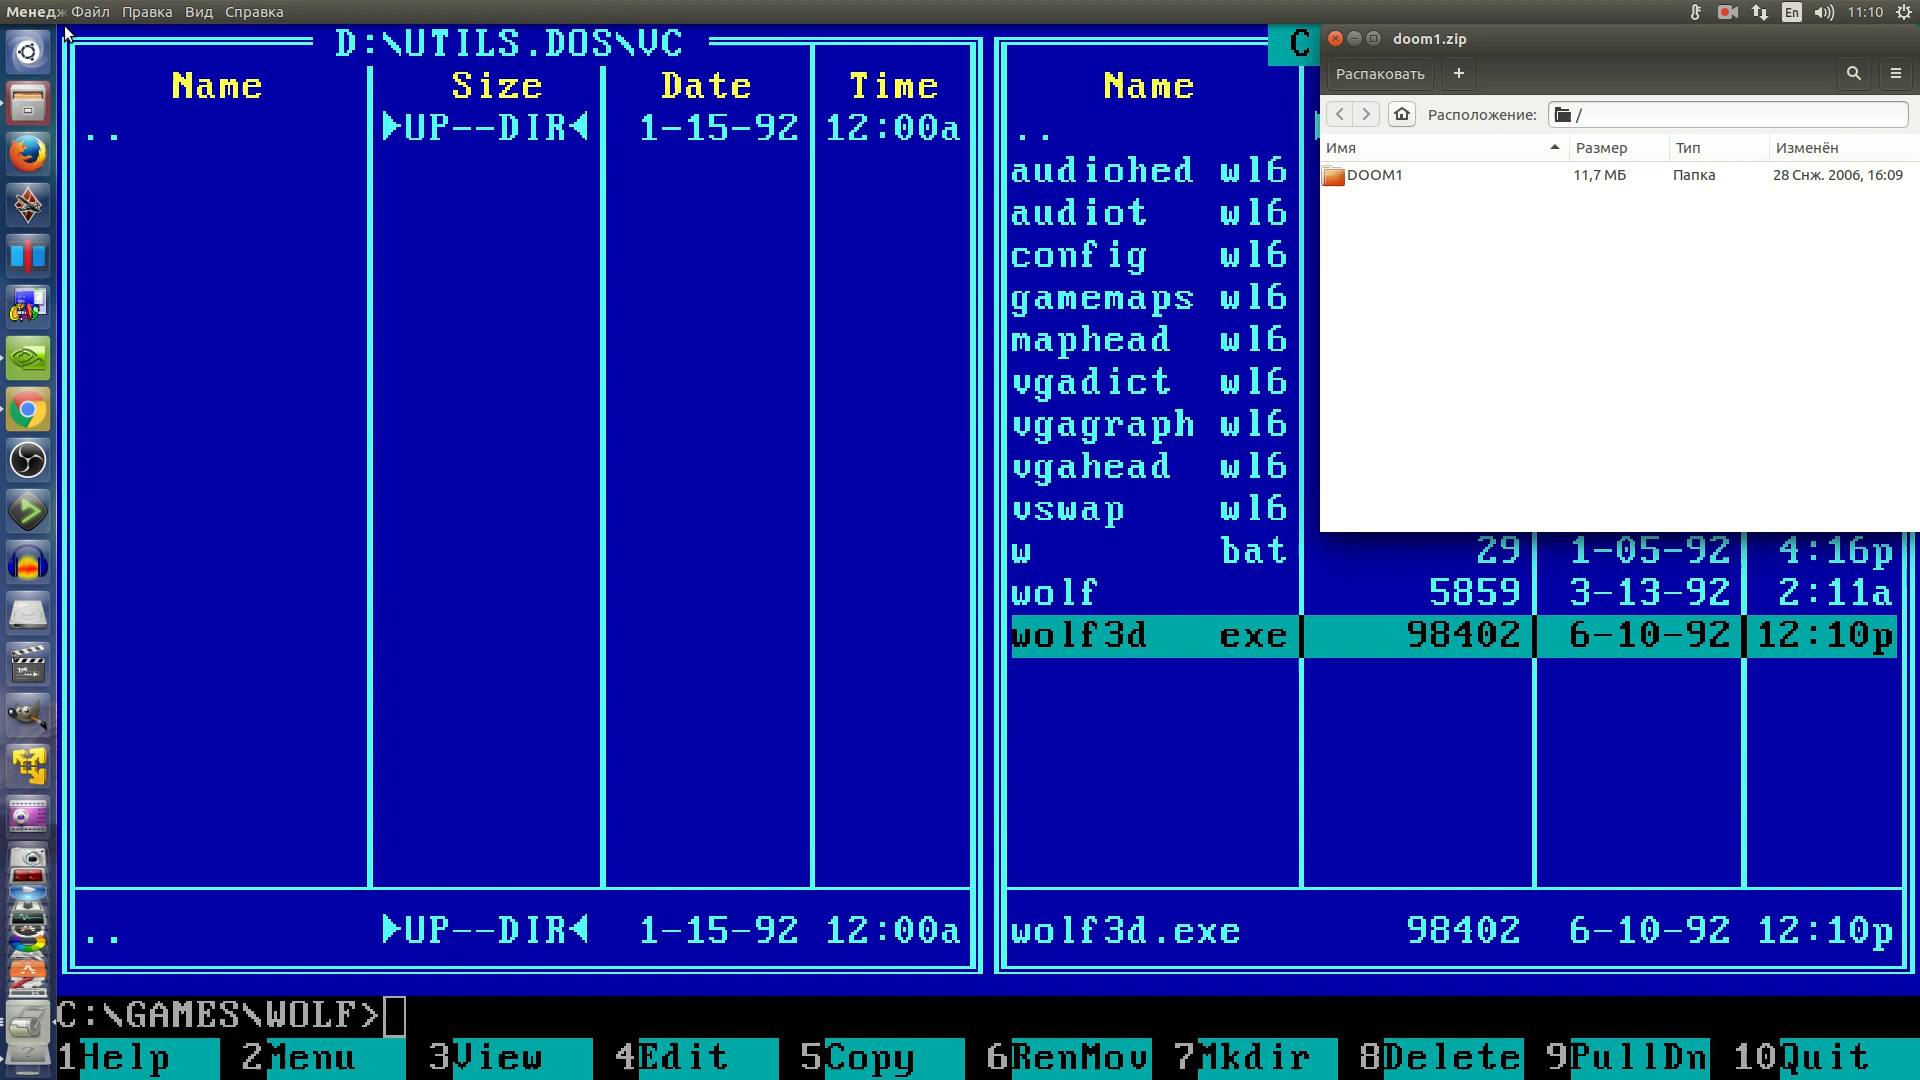 Менедж Файл Правка Вид Справка
En 11:10
D:\UTILS.DOS\VC
Name Size Date Time
.. ►UP--DIR◄ 1-15-92 12:00a
.. ►UP--DIR◄ 1-15-92 12:00a
C
Name
..
audiohed wl6
audiot wl6
config wl6
gamemaps wl6
maphead wl6
vgadict wl6
vgagraph wl6
vgahead wl6
vswap wl6
w bat 29 1-05-92 4:16p
wolf 5859 3-13-92 2:11a
wolf3d exe 98402 6-10-92 12:10p
wolf3d.exe 98402 6-10-92 12:10p
doom1.zip
Распаковать +
Расположение: /
Имя Размер Тип Изменён
DOOM1 11,7 МБ Папка 28 Снж. 2006, 16:09
C:\GAMES\WOLF>
1Help 2Menu 3View 4Edit 5Copy 6RenMov 7Mkdir 8Delete 9PullDn 10Quit